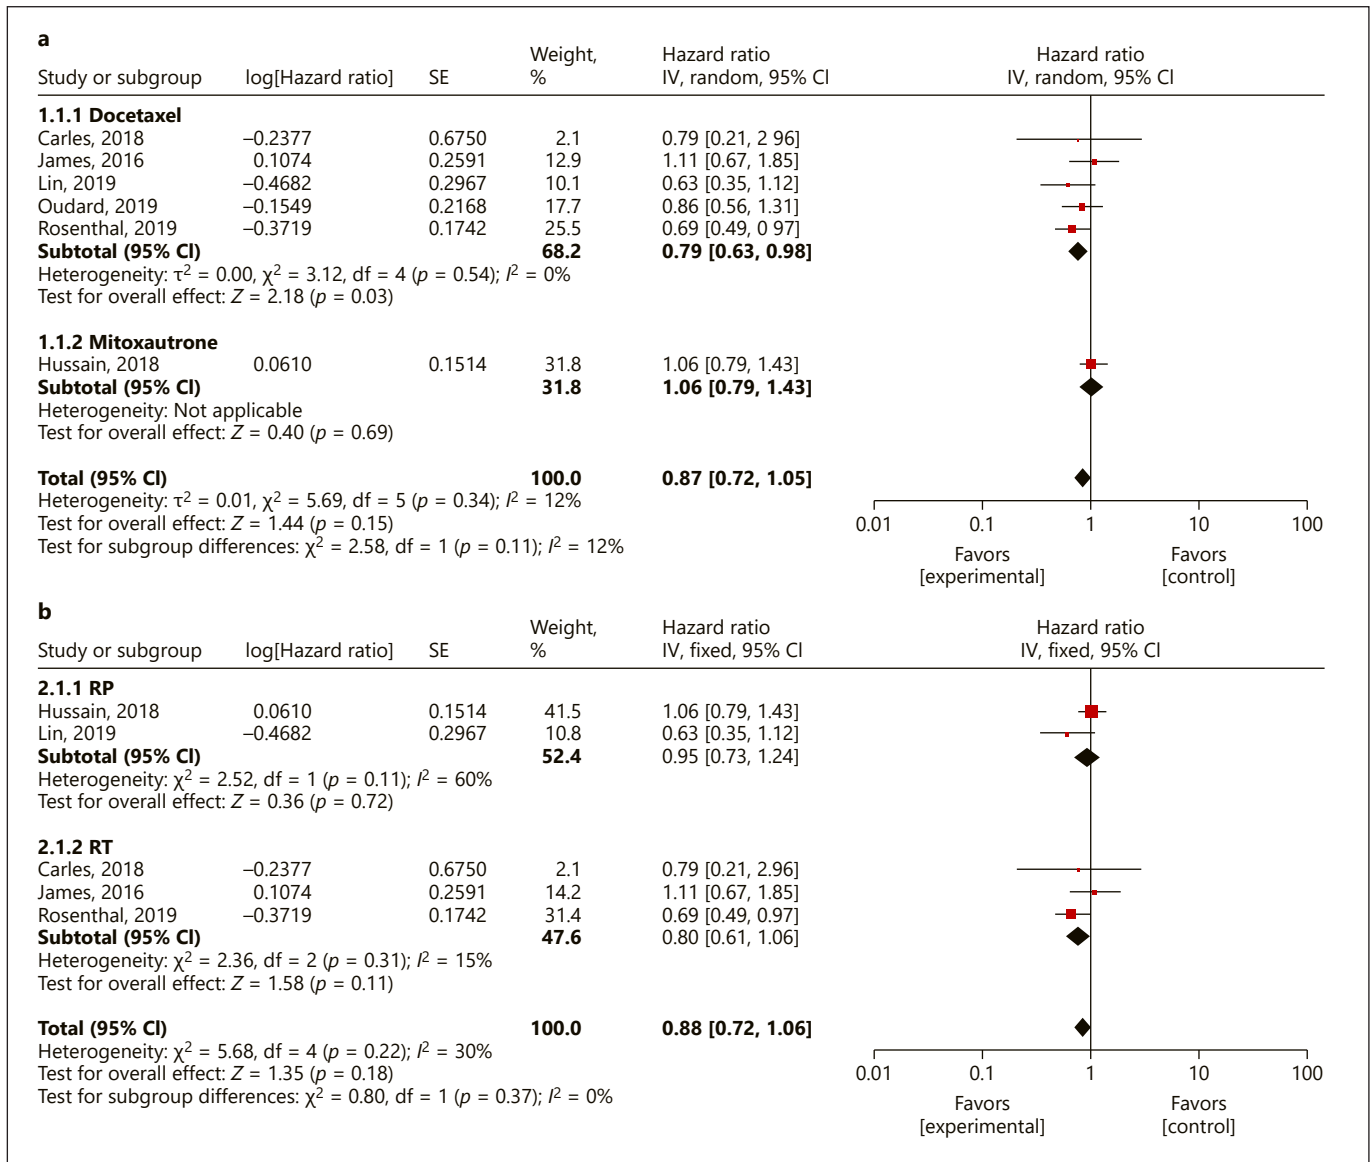 a
Study or subgroup log[Hazard ratio] SE Weight, % Hazard ratio IV, random, 95% CI Hazard ratio IV, random, 95% CI
1.1.1 Docetaxel
Carles, 2018 –0.2377 0.6750 2.1 0.79 [0.21, 2 96]
James, 2016 0.1074 0.2591 12.9 1.11 [0.67, 1.85]
Lin, 2019 –0.4682 0.2967 10.1 0.63 [0.35, 1.12]
Oudard, 2019 –0.1549 0.2168 17.7 0.86 [0.56, 1.31]
Rosenthal, 2019 –0.3719 0.1742 25.5 0.69 [0.49, 0 97]
Subtotal (95% CI) 68.2 0.79 [0.63, 0.98]
Heterogeneity: τ² = 0.00, χ² = 3.12, df = 4 (p = 0.54); I² = 0%
Test for overall effect: Z = 2.18 (p = 0.03)
1.1.2 Mitoxautrone
Hussain, 2018 0.0610 0.1514 31.8 1.06 [0.79, 1.43]
Subtotal (95% CI) 31.8 1.06 [0.79, 1.43]
Heterogeneity: Not applicable
Test for overall effect: Z = 0.40 (p = 0.69)
Total (95% CI) 100.0 0.87 [0.72, 1.05]
Heterogeneity: τ² = 0.01, χ² = 5.69, df = 5 (p = 0.34); I² = 12%
Test for overall effect: Z = 1.44 (p = 0.15)
Test for subgroup differences: χ² = 2.58, df = 1 (p = 0.11); I² = 12%
0.01 0.1 1 10 100
Favors [experimental] Favors [control]
b
Study or subgroup log[Hazard ratio] SE Weight, % Hazard ratio IV, fixed, 95% CI Hazard ratio IV, fixed, 95% CI
2.1.1 RP
Hussain, 2018 0.0610 0.1514 41.5 1.06 [0.79, 1.43]
Lin, 2019 –0.4682 0.2967 10.8 0.63 [0.35, 1.12]
Subtotal (95% CI) 52.4 0.95 [0.73, 1.24]
Heterogeneity: χ² = 2.52, df = 1 (p = 0.11); I² = 60%
Test for overall effect: Z = 0.36 (p = 0.72)
2.1.2 RT
Carles, 2018 –0.2377 0.6750 2.1 0.79 [0.21, 2.96]
James, 2016 0.1074 0.2591 14.2 1.11 [0.67, 1.85]
Rosenthal, 2019 –0.3719 0.1742 31.4 0.69 [0.49, 0.97]
Subtotal (95% CI) 47.6 0.80 [0.61, 1.06]
Heterogeneity: χ² = 2.36, df = 2 (p = 0.31); I² = 15%
Test for overall effect: Z = 1.58 (p = 0.11)
Total (95% CI) 100.0 0.88 [0.72, 1.06]
Heterogeneity: χ² = 5.68, df = 4 (p = 0.22); I² = 30%
Test for overall effect: Z = 1.35 (p = 0.18)
Test for subgroup differences: χ² = 0.80, df = 1 (p = 0.37); I² = 0%
0.01 0.1 1 10 100
Favors [experimental] Favors [control]